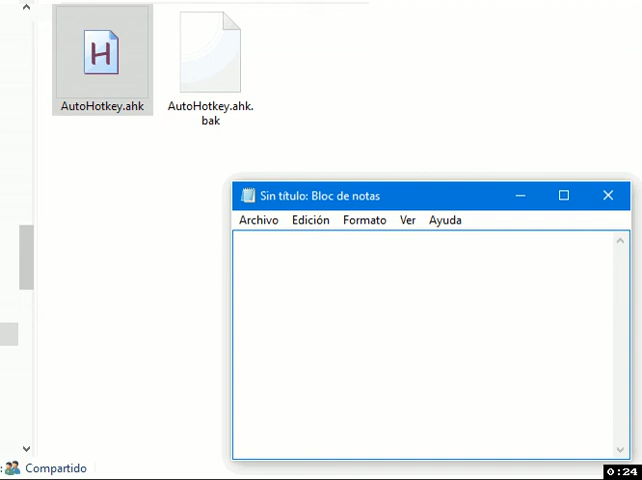 H
AutoHotkey.ahk
AutoHotkey.ahk.
bak
Sin título: Bloc de notas
Archivo Edición Formato Ver Ayuda
Compartido
0:24